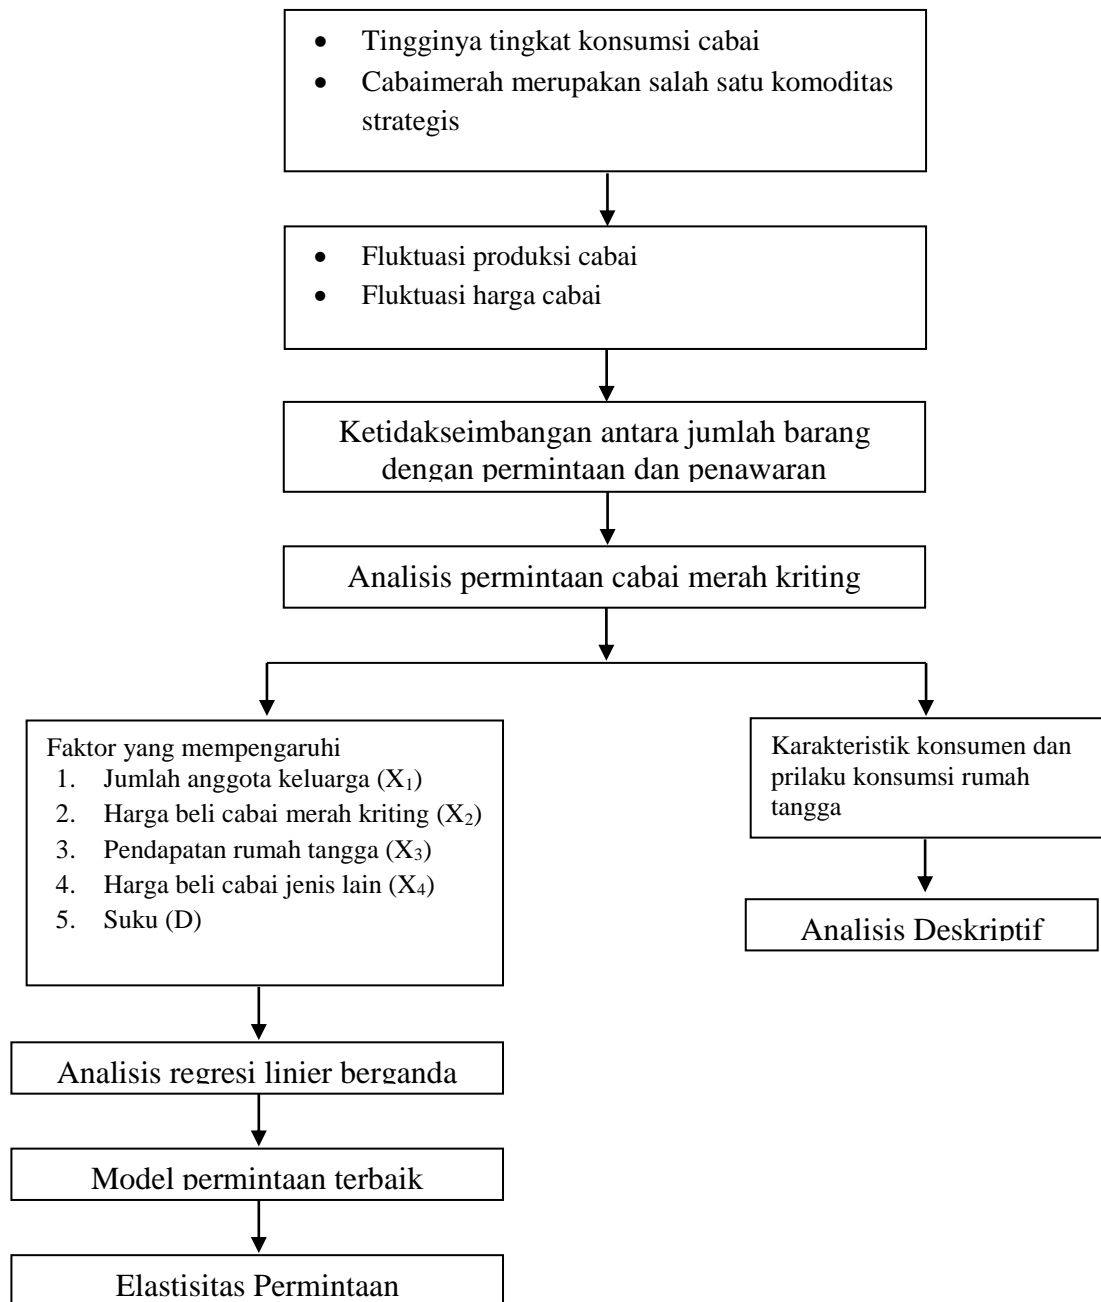 • Tingginya tingkat konsumsi cabai
• Cabaimerah merupakan salah satu komoditas
strategis
• Fluktuasi produksi cabai
• Fluktuasi harga cabai
Ketidakseimbangan antara jumlah barang
dengan permintaan dan penawaran
Analisis permintaan cabai merah kriting
Faktor yang mempengaruhi
1. Jumlah anggota keluarga (X₁)
2. Harga beli cabai merah kriting (X₂)
3. Pendapatan rumah tangga (X₃)
4. Harga beli cabai jenis lain (X₄)
5. Suku (D)
Karakteristik konsumen dan
prilaku konsumsi rumah
tangga
Analisis Deskriptif
Analisis regresi linier berganda
Model permintaan terbaik
Elastisitas Permintaan